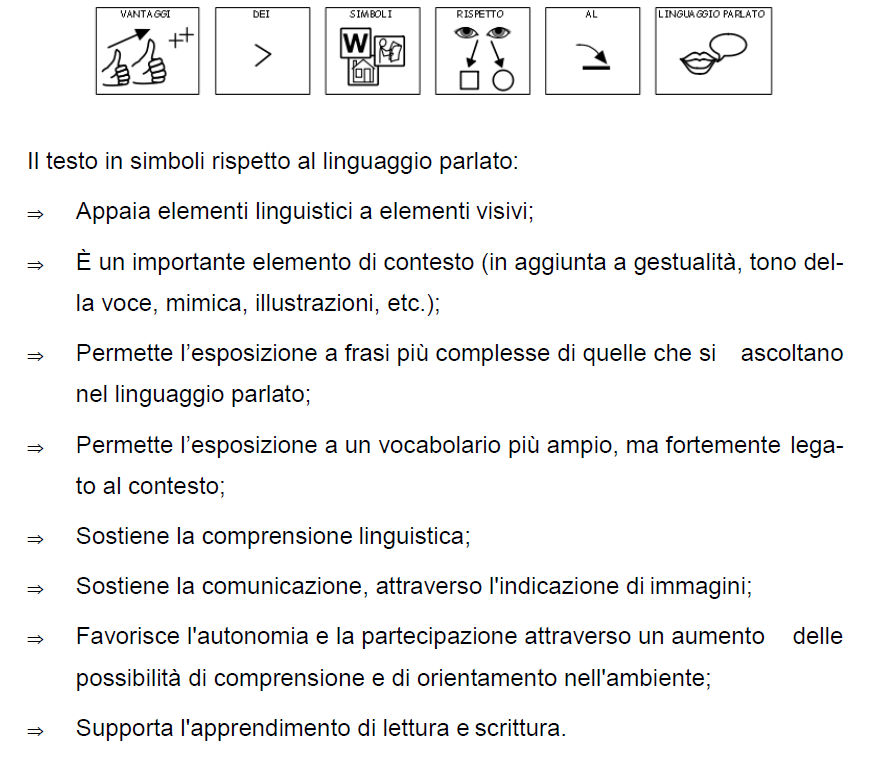 VANTAGGI DEI SIMBOLI RISPETTO AL LINGUAGGIO PARLATO
++ > W
Il testo in simboli rispetto al linguaggio parlato:
⇒ Appaia elementi linguistici a elementi visivi;
⇒ È un importante elemento di contesto (in aggiunta a gestualità, tono del-
la voce, mimica, illustrazioni, etc.);
⇒ Permette l’esposizione a frasi più complesse di quelle che si ascoltano
nel linguaggio parlato;
⇒ Permette l’esposizione a un vocabolario più ampio, ma fortemente lega-
to al contesto;
⇒ Sostiene la comprensione linguistica;
⇒ Sostiene la comunicazione, attraverso l'indicazione di immagini;
⇒ Favorisce l'autonomia e la partecipazione attraverso un aumento delle
possibilità di comprensione e di orientamento nell'ambiente;
⇒ Supporta l'apprendimento di lettura e scrittura.